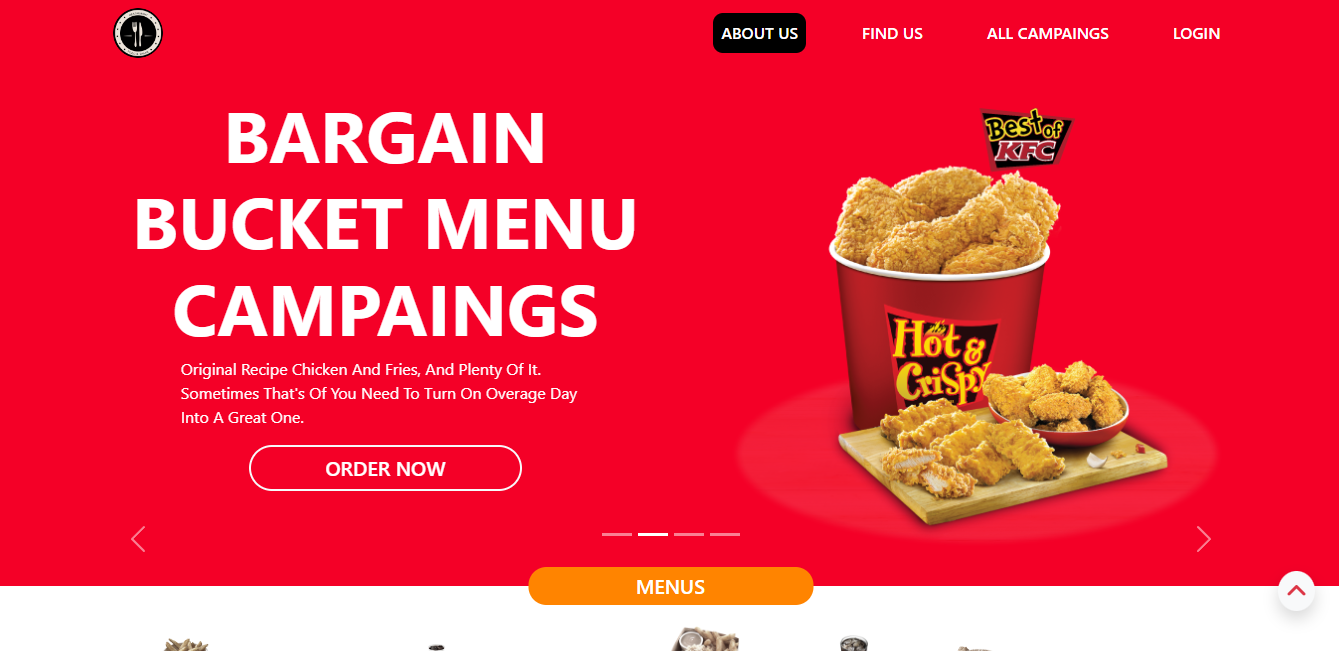 ABOUT US
FIND US
ALL CAMPAINGS
LOGIN
BARGAIN
BUCKET MENU
CAMPAINGS
Original Recipe Chicken And Fries, And Plenty Of It.
Sometimes That's Of You Need To Turn On Overage Day
Into A Great One.
ORDER NOW
Best of
KFC
Hot &
Crispy
MENUS